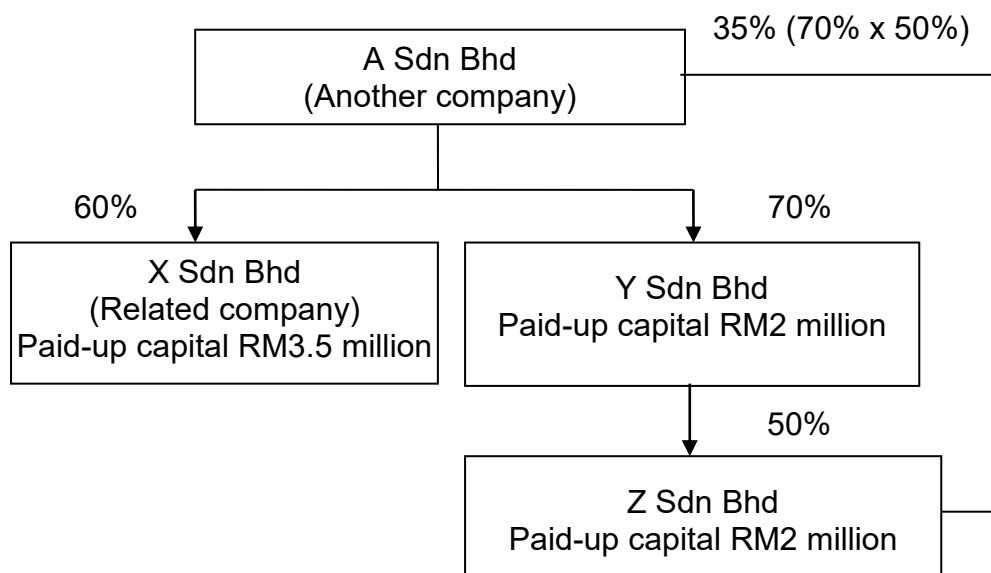 35% (70% x 50%)
A Sdn Bhd
(Another company)
60%
70%
X Sdn Bhd
(Related company)
Paid-up capital RM3.5 million
Y Sdn Bhd
Paid-up capital RM2 million
50%
Z Sdn Bhd
Paid-up capital RM2 million